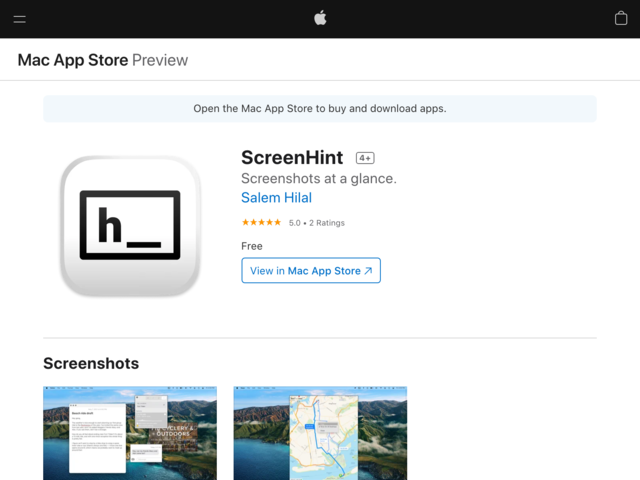 Mac App Store Preview
Open the Mac App Store to buy and download apps.
h_
ScreenHint 4+
Screenshots at a glance.
Salem Hilal
★★★★★ 5.0 • 2 Ratings
Free
View in Mac App Store ↗
Screenshots